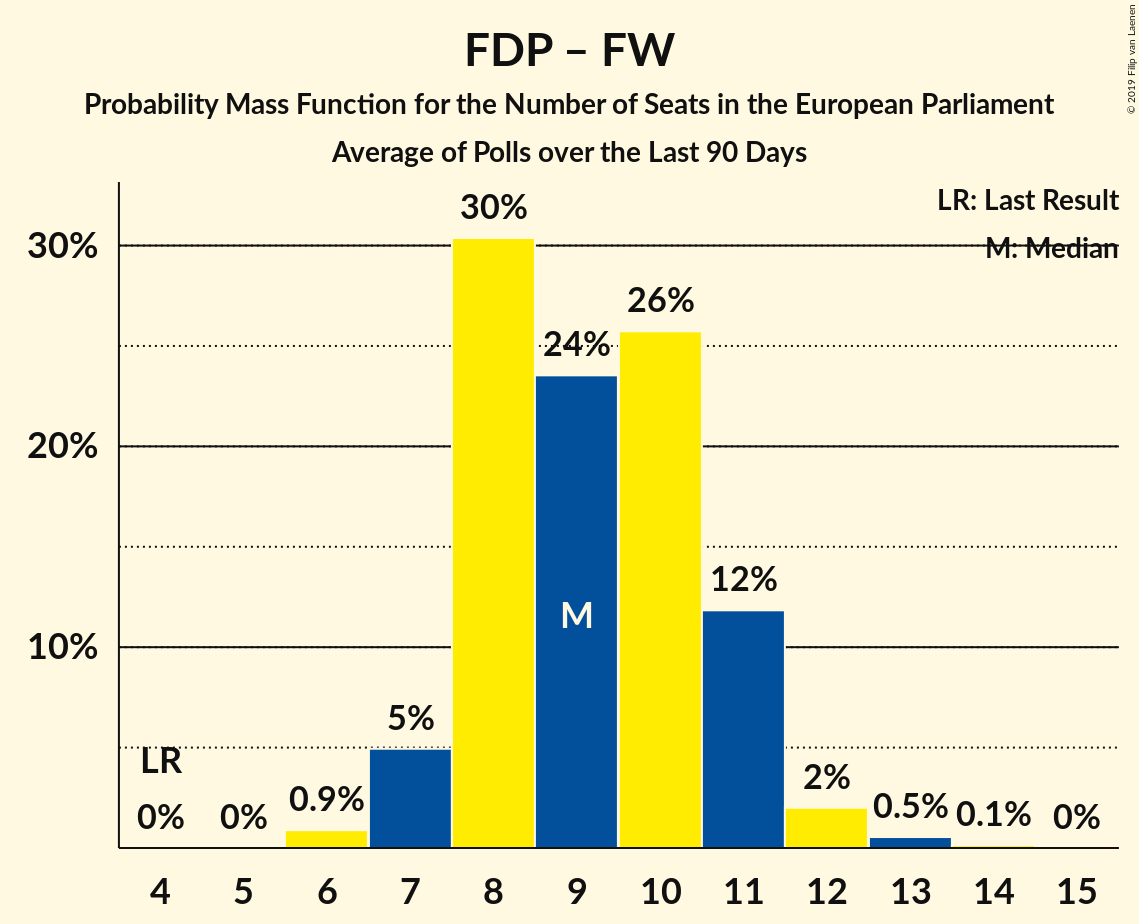 FDP – FW
Probability Mass Function for the Number of Seats in the European Parliament
Average of Polls over the Last 90 Days
© 2019 Filip van Laenen
LR: Last Result
M: Median
30%
20%
10%
LR
0%
0%
0.9%
5%
30%
24%
26%
12%
2%
0.5%
0.1%
0%
M
4 5 6 7 8 9 10 11 12 13 14 15